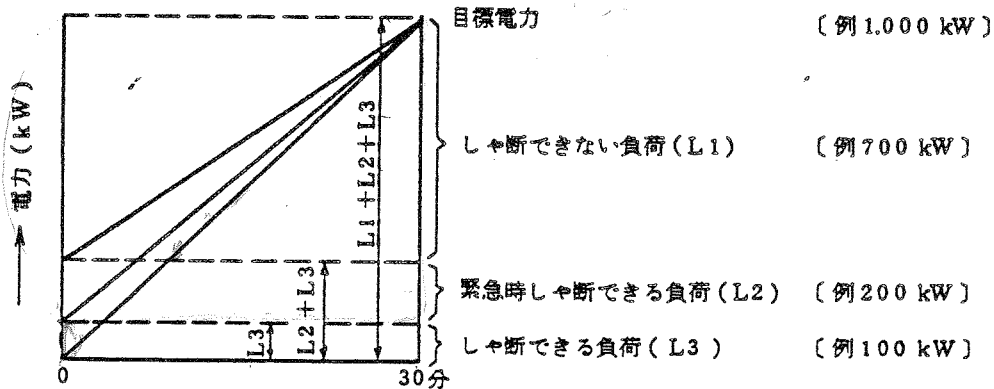 目標電力 〔例1,000 kW〕
電力(kW)
L1+L2+L3
しゃ断できない負荷(L1) 〔例700 kW〕
L2+L3
緊急時しゃ断できる負荷(L2) 〔例200 kW〕
L3
しゃ断できる負荷(L3) 〔例100 kW〕
0 30分